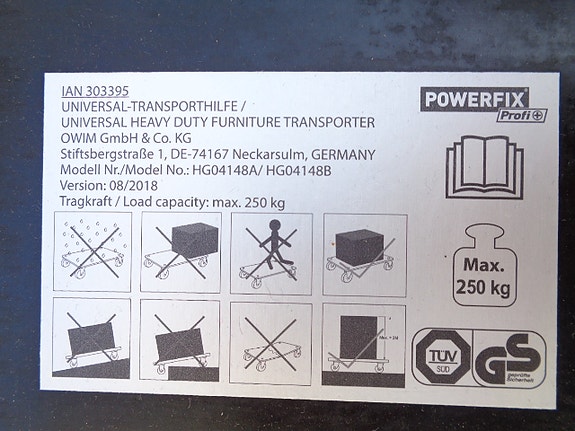 IAN 303395
UNIVERSAL-TRANSPORTHILFE /
UNIVERSAL HEAVY DUTY FURNITURE TRANSPORTER
OWIM GmbH & Co. KG
Stiftsbergstraße 1, DE-74167 Neckarsulm, GERMANY
Modell Nr./Model No.: HG04148A/ HG04148B
Version: 08/2018
Tragkraft / Load capacity: max. 250 kg
POWERFIX®
Profi+
Max.
250 kg
TÜV
SÜD
GS
geprüfte
Sicherheit